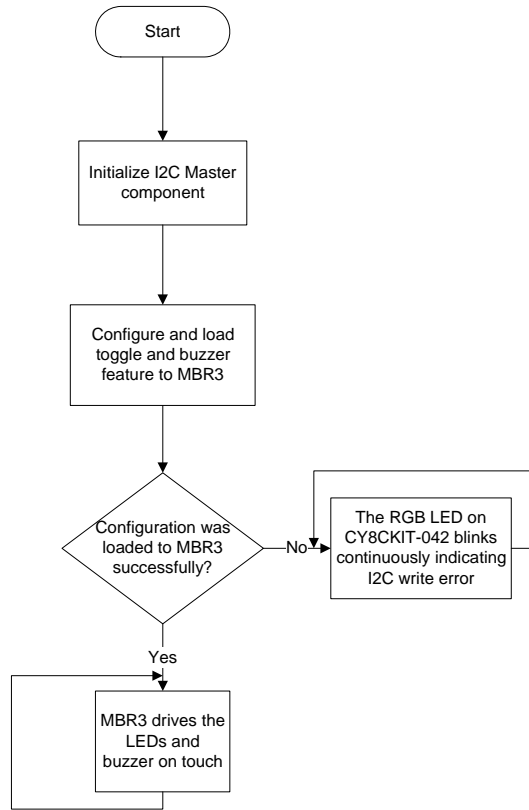 Start
Initialize I2C Master
component
Configure and load
toggle and buzzer
feature to MBR3
Configuration was
loaded to MBR3
successfully?
No
The RGB LED on
CY8CKIT-042 blinks
continuously indicating
I2C write error
Yes
MBR3 drives the
LEDs and
buzzer on touch